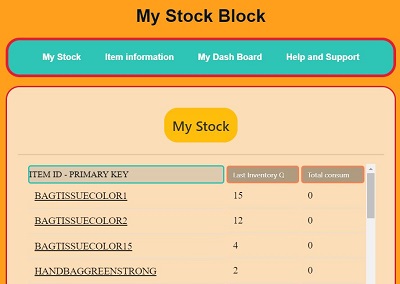 My Stock Block
My Stock Item information My Dash Board Help and Support
My Stock
ITEM ID - PRIMARY KEY Last Inventory Q Total consum
BAGTISSUECOLOR1 15 0
BAGTISSUECOLOR2 12 0
BAGTISSUECOLOR15 4 0
HANDBAGGREENSTRONG 2 0